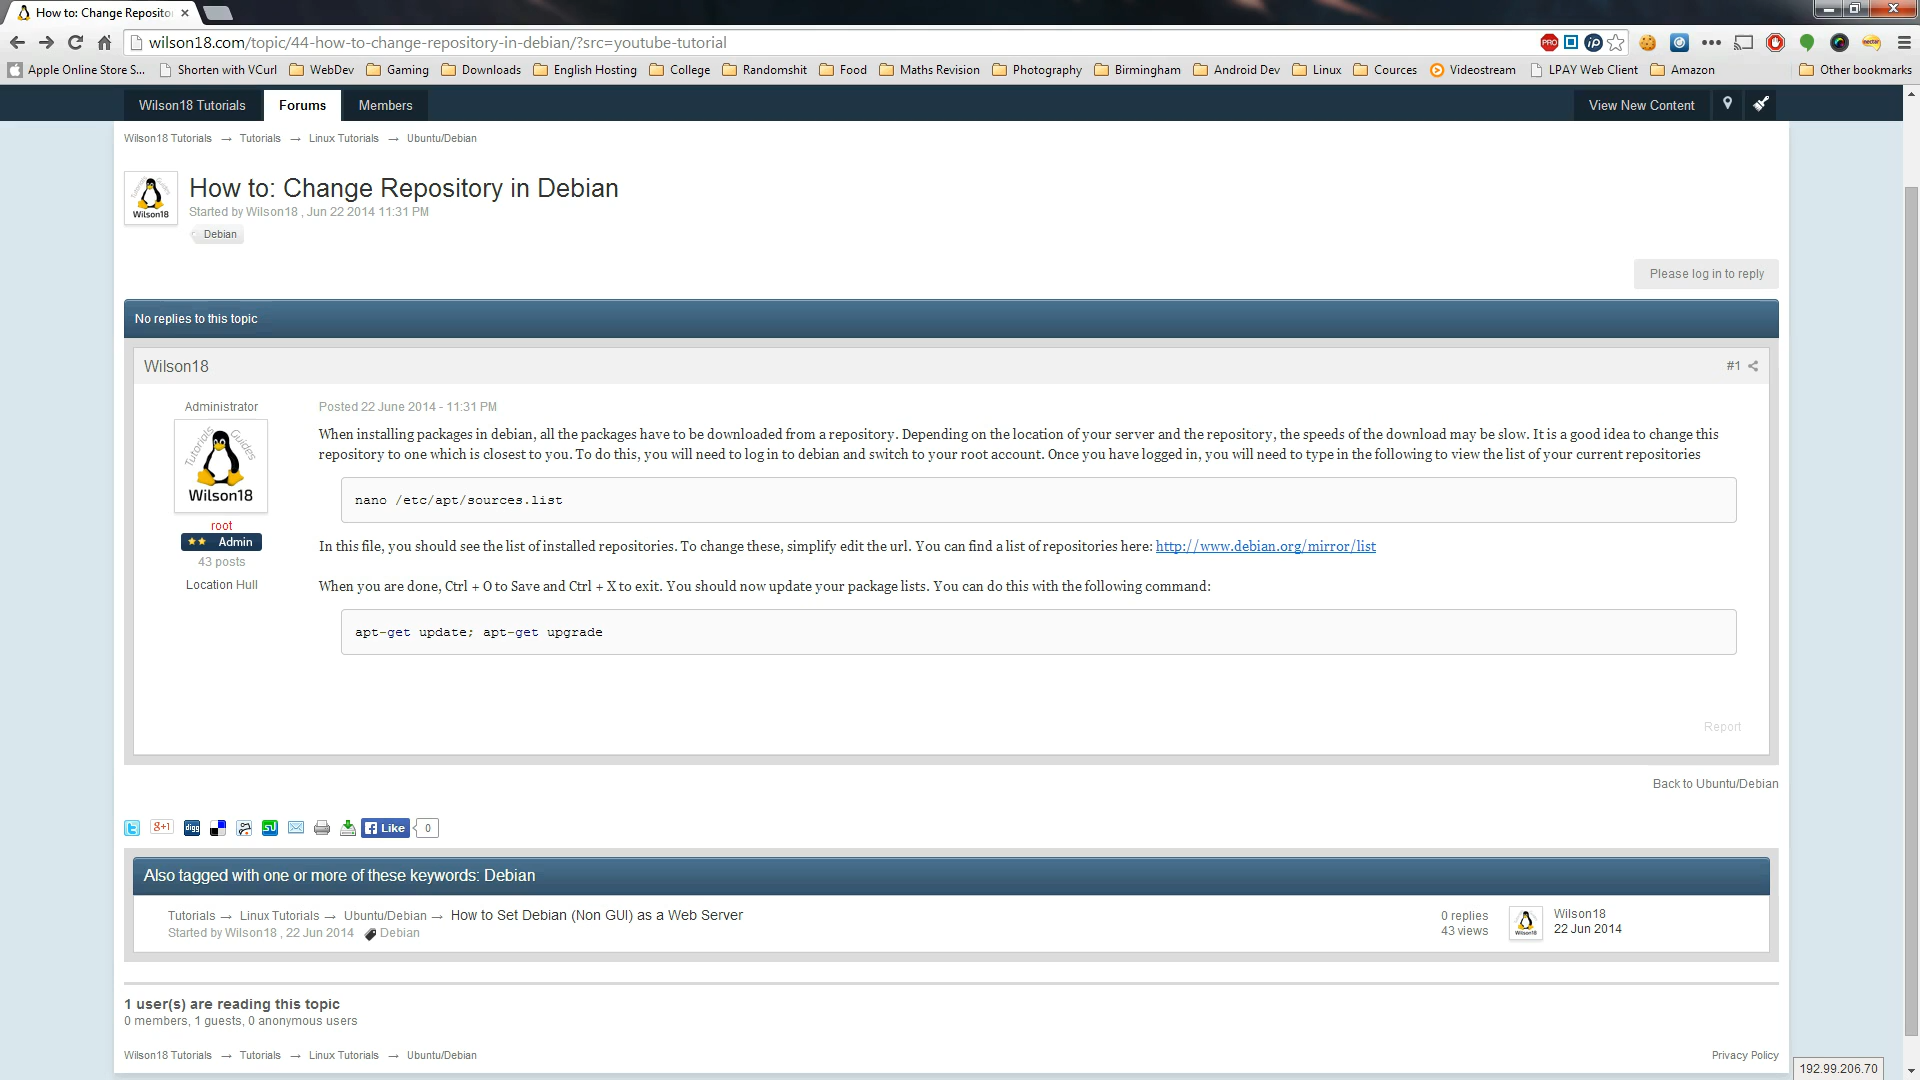 How to: Change Reposito
wilson18.com/topic/44-how-to-change-repository-in-debian/?src=youtube-tutorial
PRO
iP
nectar
Apple Online Store S... Shorten with VCurl WebDev Gaming Downloads English Hosting College Randomshit Food Maths Revision Photography Birmingham Android Dev Linux Cources Videostream LPAY Web Client Amazon Other bookmarks
Wilson18 Tutorials Forums Members View New Content
Wilson18 Tutorials → Tutorials → Linux Tutorials → Ubuntu/Debian
Tutorials Guides
Wilson18
How to: Change Repository in Debian
Started by Wilson18 , Jun 22 2014 11:31 PM
Debian
Please log in to reply
No replies to this topic
Wilson18 #1
Administrator
Tutorials Guides
Wilson18
root
Admin
43 posts
Location Hull
Posted 22 June 2014 - 11:31 PM
When installing packages in debian, all the packages have to be downloaded from a repository. Depending on the location of your server and the repository, the speeds of the download may be slow. It is a good idea to change this
repository to one which is closest to you. To do this, you will need to log in to debian and switch to your root account. Once you have logged in, you will need to type in the following to view the list of your current repositories
nano /etc/apt/sources.list
In this file, you should see the list of installed repositories. To change these, simplify edit the url. You can find a list of repositories here: http://www.debian.org/mirror/list
When you are done, Ctrl + O to Save and Ctrl + X to exit. You should now update your package lists. You can do this with the following command:
apt-get update; apt-get upgrade
Report
Back to Ubuntu/Debian
g+1 digg Like 0
Also tagged with one or more of these keywords: Debian
Tutorials → Linux Tutorials → Ubuntu/Debian → How to Set Debian (Non GUI) as a Web Server
Started by Wilson18 , 22 Jun 2014 Debian
0 replies
43 views
Wilson18
Wilson18
22 Jun 2014
1 user(s) are reading this topic
0 members, 1 guests, 0 anonymous users
Wilson18 Tutorials → Tutorials → Linux Tutorials → Ubuntu/Debian
Privacy Policy
192.99.206.70